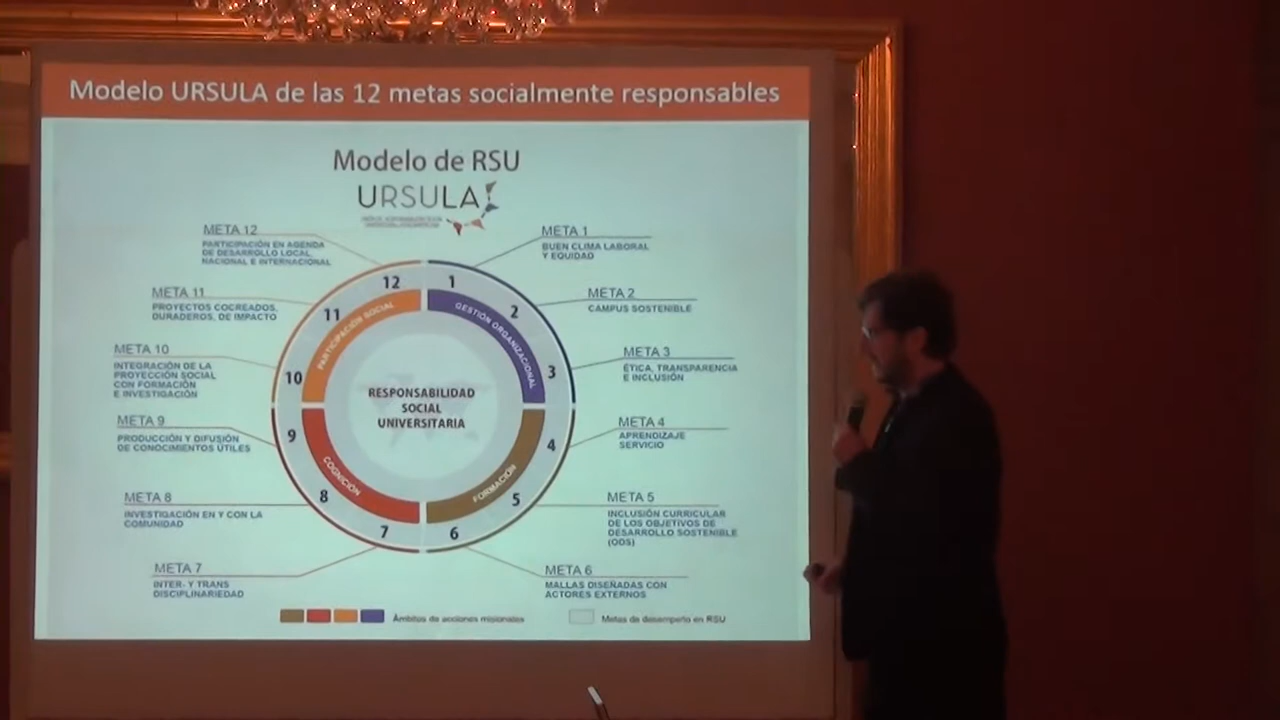 Modelo URSULA de las 12 metas socialmente responsables
Modelo de RSU
URSULA
META 12
PARTICIPACIÓN EN AGENDA
DE DESARROLLO LOCAL,
NACIONAL E INTERNACIONAL
META 1
BUEN CLIMA LABORAL
Y EQUIDAD
META 11
PROYECTOS COCREADOS,
DURADEROS, DE IMPACTO
META 2
CAMPUS SOSTENIBLE
META 10
INTEGRACIÓN DE LA
PROYECCIÓN SOCIAL
CON FORMACIÓN
E INVESTIGACIÓN
META 3
ÉTICA, TRANSPARENCIA
E INCLUSIÓN
META 9
PRODUCCIÓN Y DIFUSIÓN
DE CONOCIMIENTOS ÚTILES
META 4
APRENDIZAJE
SERVICIO
META 8
INVESTIGACIÓN EN Y CON LA
COMUNIDAD
META 5
INCLUSIÓN CURRICULAR
DE LOS OBJETIVOS DE
DESARROLLO SOSTENIBLE
(ODS)
META 7
INTER- Y TRANS
DISCIPLINARIEDAD
META 6
MALLAS DISEÑADAS CON
ACTORES EXTERNOS
12
1
11
2
10
3
9
4
8
5
7
6
PARTICIPACIÓN SOCIAL
GESTIÓN ORGANIZACIONAL
COGNICIÓN
FORMACIÓN
RESPONSABILIDAD
SOCIAL
UNIVERSITARIA
Ámbitos de acciones misionales
Metas de desempeño en RSU